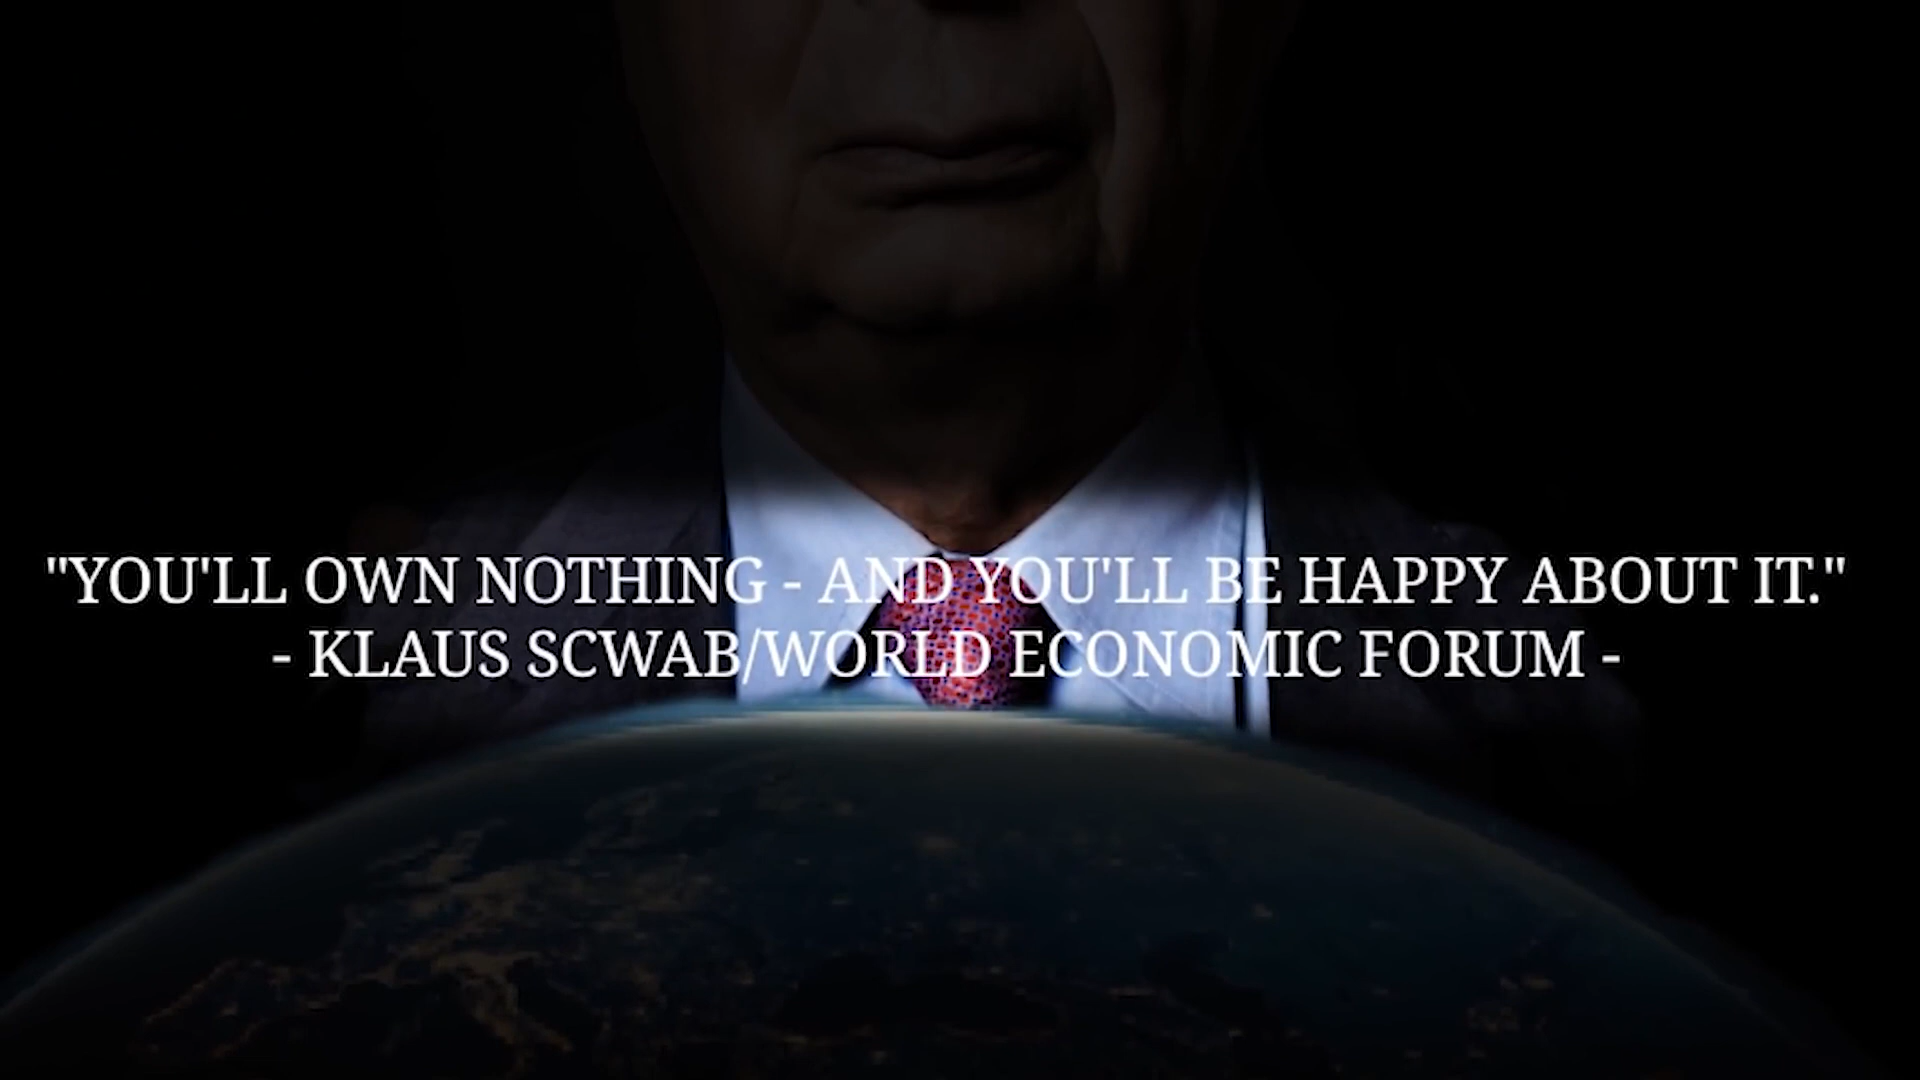 "YOU'LL OWN NOTHING - AND YOU'LL BE HAPPY ABOUT IT."
- KLAUS SCWAB/WORLD ECONOMIC FORUM -